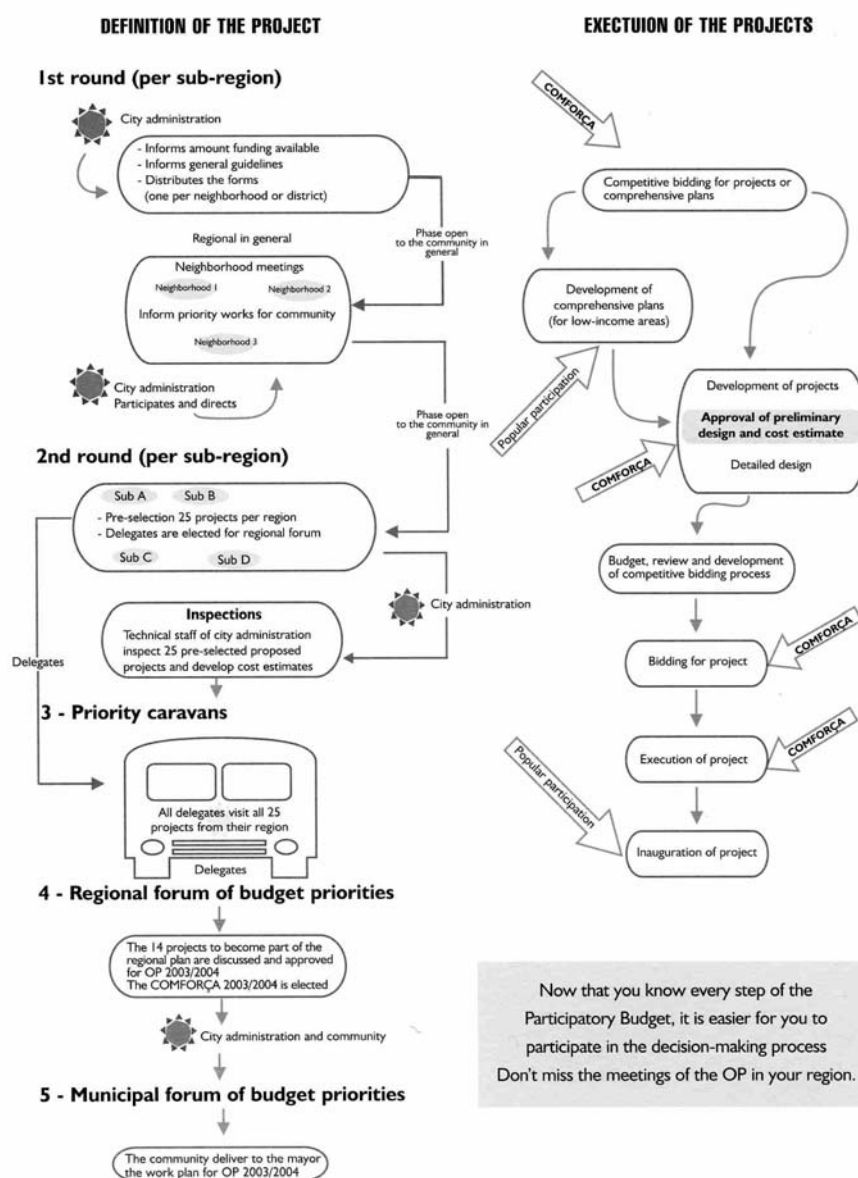 DEFINITION OF THE PROJECT
1st round (per sub-region)
City administration
- Informs amount funding available
- Informs general guidelines
- Distributes the forms
(one per neighborhood or district)
Phase open
to the community in
general
Regional in general
Neighborhood meetings
Neighborhood 1
Neighborhood 2
Inform priority works for community
Neighborhood 3
City administration
Participates and directs
Phase open
to the community in
general
2nd round (per sub-region)
Sub A
Sub B
- Pre-selection 25 projects per region
- Delegates are elected for regional forum
Sub C
Sub D
City administration
Inspections
Technical staff of city administration
inspect 25 pre-selected proposed
projects and develop cost estimates
Delegates
3 - Priority caravans
All delegates visit all 25
projects from their region
Delegates
4 - Regional forum of budget priorities
The 14 projects to become part of the
regional plan are discussed and approved
for OP 2003/2004
The COMFORÇA 2003/2004 is elected
City administration and community
5 - Municipal forum of budget priorities
The community deliver to the mayor
the work plan for OP 2003/2004
EXECTUION OF THE PROJECTS
COMFORÇA
Competitive bidding for projects or
comprehensive plans
Development of
comprehensive plans
(for low-income areas)
Popular participation
Development of projects
Approval of preliminary
design and cost estimate
Detailed design
COMFORÇA
Budget, review and development
of competitive bidding process
Bidding for project
COMFORÇA
Execution of project
COMFORÇA
Popular participation
Inauguration of project
Now that you know every step of the
Participatory Budget, it is easier for you to
participate in the decision-making process
Don't miss the meetings of the OP in your region.